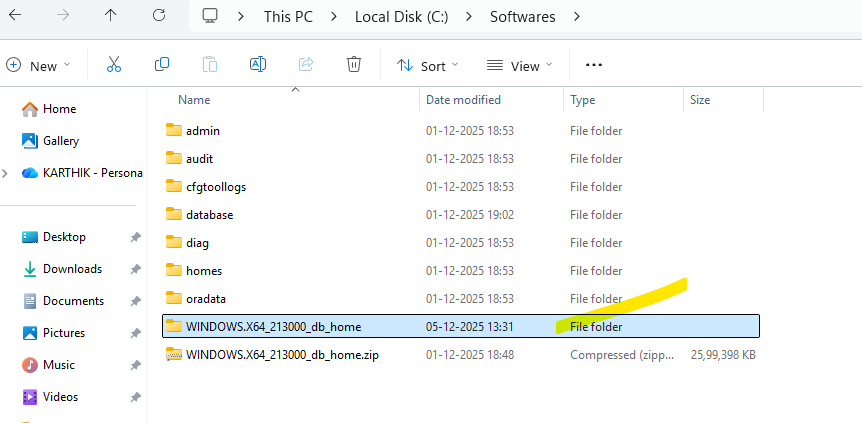 This PC > Local Disk (C:) > Softwares >
New Sort View ...
Name Date modified Type Size
Home
Gallery
KARTHIK - Persona
Desktop
Downloads
Documents
Pictures
Music
Videos
admin 01-12-2025 18:53 File folder
audit 01-12-2025 18:53 File folder
cfgtoollogs 01-12-2025 18:53 File folder
database 01-12-2025 19:02 File folder
diag 01-12-2025 18:53 File folder
homes 01-12-2025 18:53 File folder
oradata 01-12-2025 18:53 File folder
WINDOWS.X64_213000_db_home 05-12-2025 13:31 File folder
WINDOWS.X64_213000_db_home.zip 01-12-2025 18:48 Compressed (zipp... 25,99,398 KB